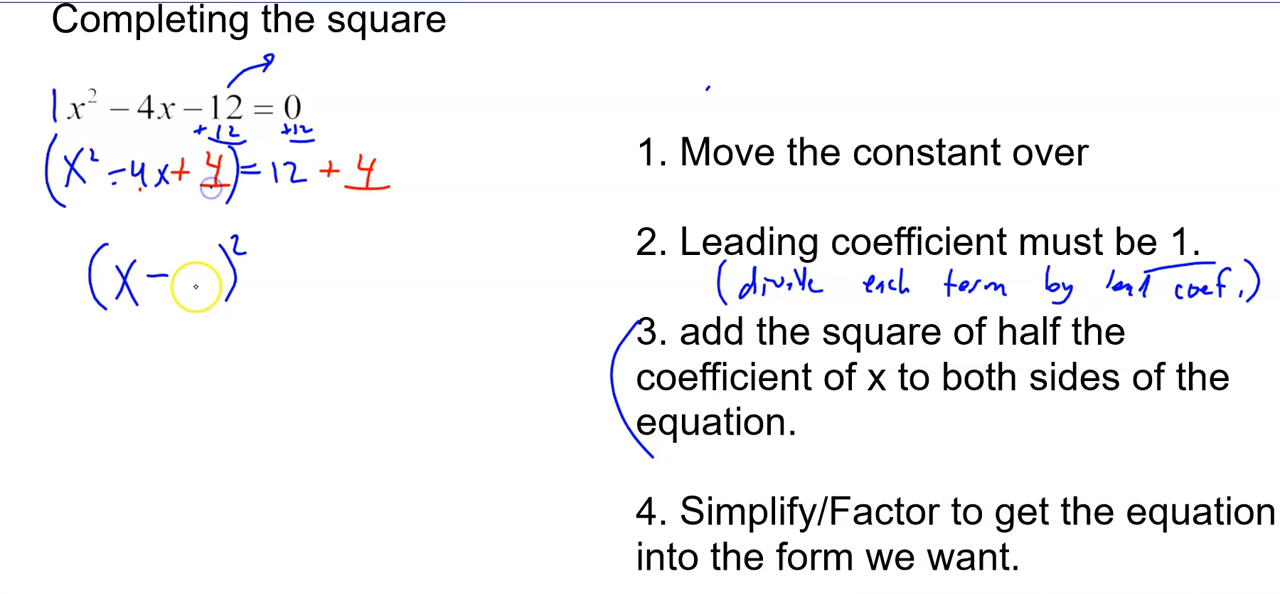 Completing the square
1x² - 4x - 12 = 0
+12 +12
(x² - 4x + 4) = 12 + 4
(x - )²
1. Move the constant over
2. Leading coefficient must be 1.
(divide each term by lead coef.)
3. add the square of half the
coefficient of x to both sides of the
equation.
4. Simplify/Factor to get the equation
into the form we want.